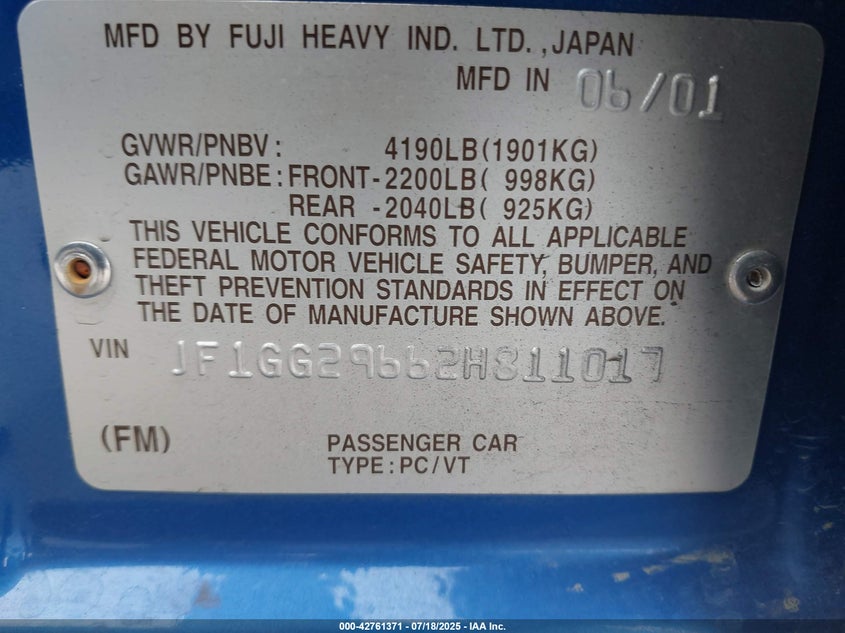 MFD BY FUJI HEAVY IND. LTD.,JAPAN
MFD IN 06/01
GVWR/PNBV: 4190LB(1901KG)
GAWR/PNBE:FRONT-2200LB( 998KG)
REAR -2040LB( 925KG)
THIS VEHICLE CONFORMS TO ALL APPLICABLE
FEDERAL MOTOR VEHICLE SAFETY, BUMPER, AND
THEFT PREVENTION STANDARDS IN EFFECT ON
THE DATE OF MANUFACTURE SHOWN ABOVE.
VIN JF1GG29662H811017
(FM) PASSENGER CAR
TYPE:PC/VT
000-42761371 - 07/18/2025 - IAA Inc.